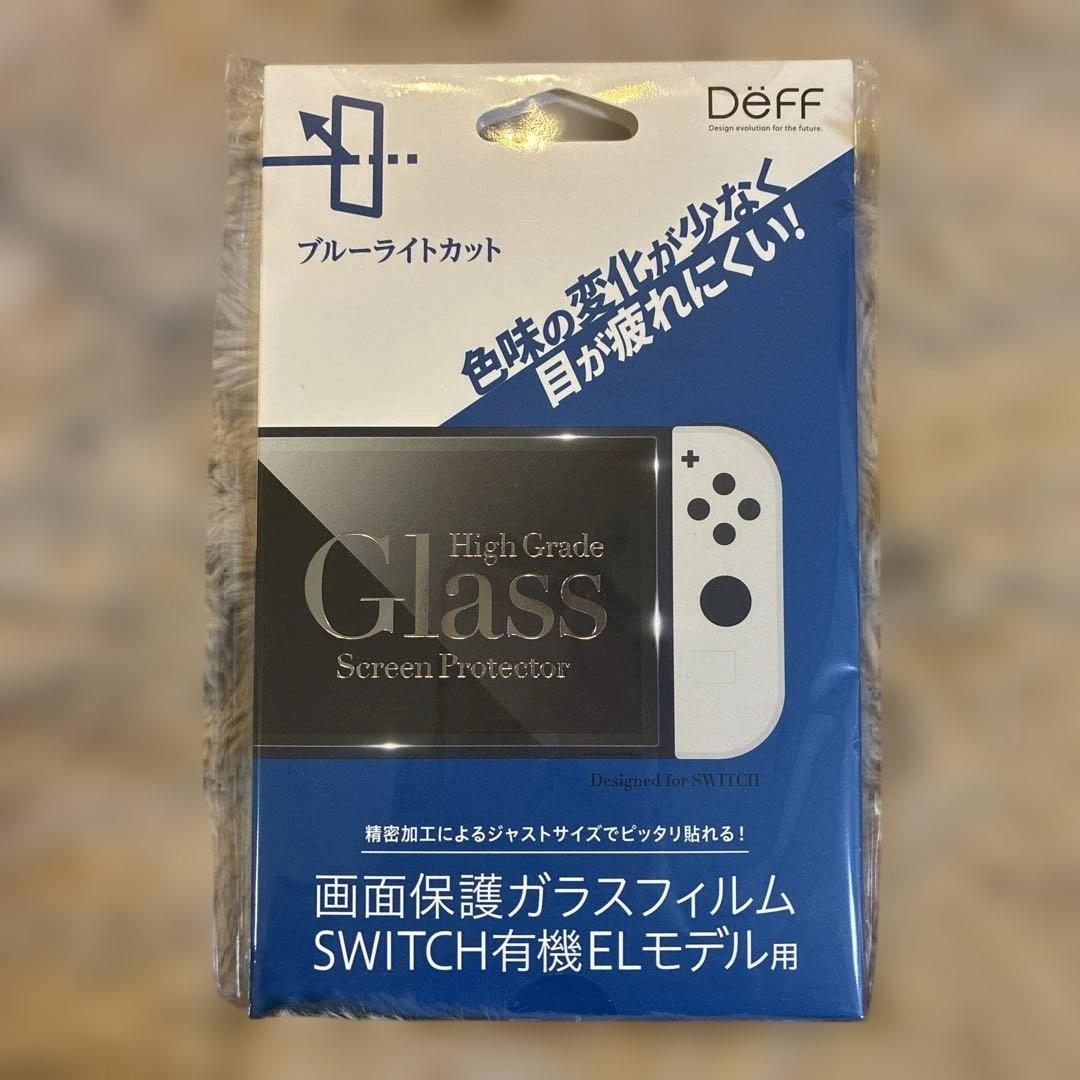 DëFF
Design evolution for the future.
ブルーライトカット
色味の変化が少なく
目が疲れにくい!
High Grade
Glass
Screen Protector
Designed for SWITCH
精密加工によるジャストサイズでピッタリ貼れる!
画面保護ガラスフィルム
SWITCH有機ELモデル用